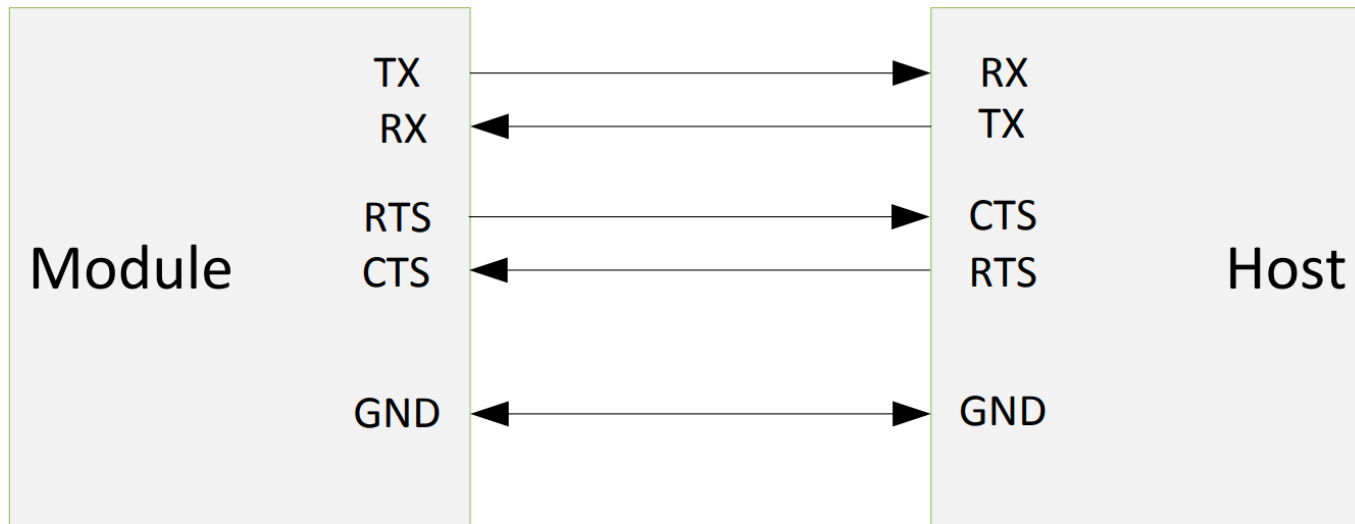 TX RX
RX TX
RTS CTS
Module CTS RTS Host
GND GND